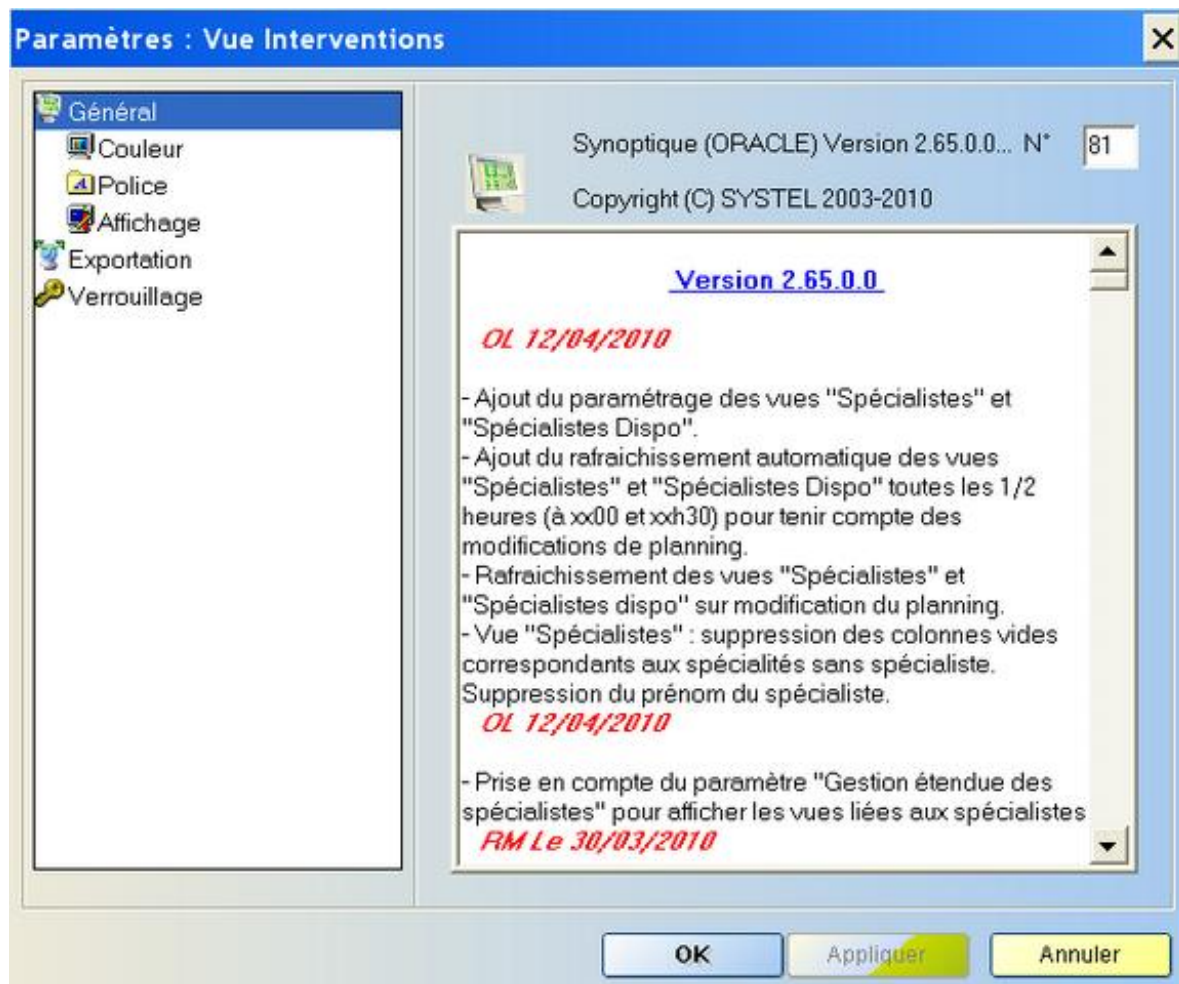 Paramètres : Vue Interventions
Général
Couleur
Police
Affichage
Exportation
Verrouillage
Synoptique (ORACLE) Version 2.65.0.0... N° 81
Copyright (C) SYSTEL 2003-2010
Version 2.65.0.0
OL 12/04/2010
- Ajout du paramétrage des vues "Spécialistes" et
"Spécialistes Dispo".
- Ajout du rafraichissement automatique des vues
"Spécialistes" et "Spécialistes Dispo" toutes les 1/2
heures (à xx00 et xxh30) pour tenir compte des
modifications de planning.
- Rafraichissement des vues "Spécialistes" et
"Spécialistes dispo" sur modification du planning.
- Vue "Spécialistes" : suppression des colonnes vides
correspondants aux spécialités sans spécialiste.
Suppression du prénom du spécialiste.
OL 12/04/2010
- Prise en compte du paramètre "Gestion étendue des
spécialistes" pour afficher les vues liées aux spécialistes
RM Le 30/03/2010
OK
Appliquer
Annuler